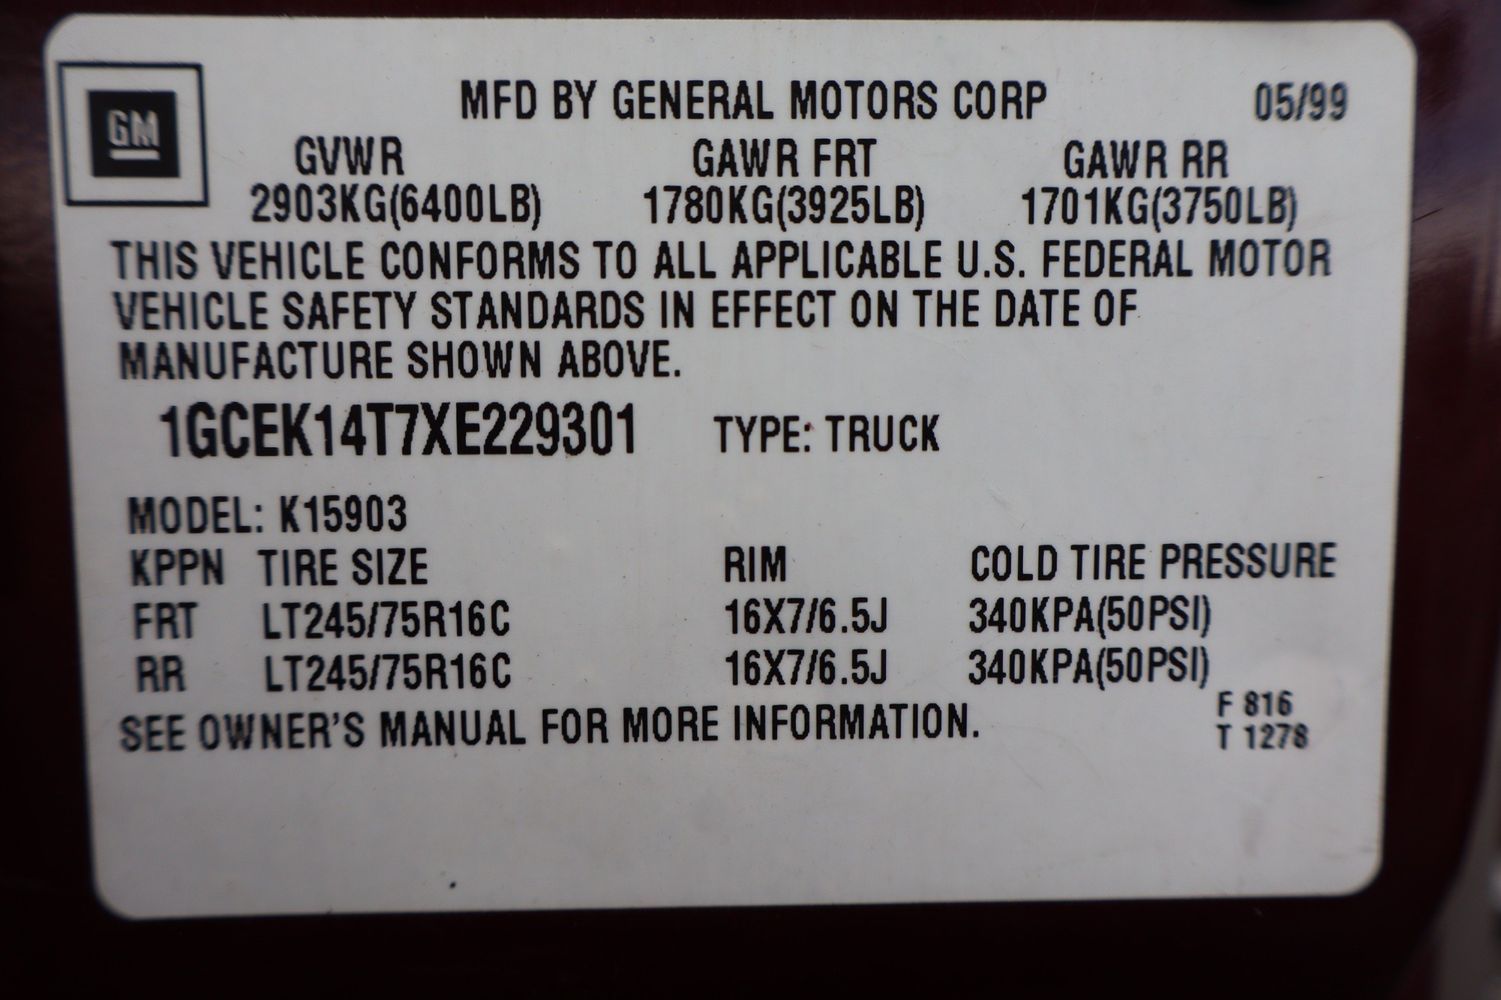 GM
MFD BY GENERAL MOTORS CORP 05/99
GVWR GAWR FRT GAWR RR
2903KG(6400LB) 1780KG(3925LB) 1701KG(3750LB)
THIS VEHICLE CONFORMS TO ALL APPLICABLE U.S. FEDERAL MOTOR
VEHICLE SAFETY STANDARDS IN EFFECT ON THE DATE OF
MANUFACTURE SHOWN ABOVE.
1GCEK14T7XE229301 TYPE: TRUCK
MODEL: K15903
KPPN TIRE SIZE RIM COLD TIRE PRESSURE
FRT LT245/75R16C 16X7/6.5J 340KPA(50PSI)
RR LT245/75R16C 16X7/6.5J 340KPA(50PSI)
SEE OWNER'S MANUAL FOR MORE INFORMATION.
F 816
T 1278